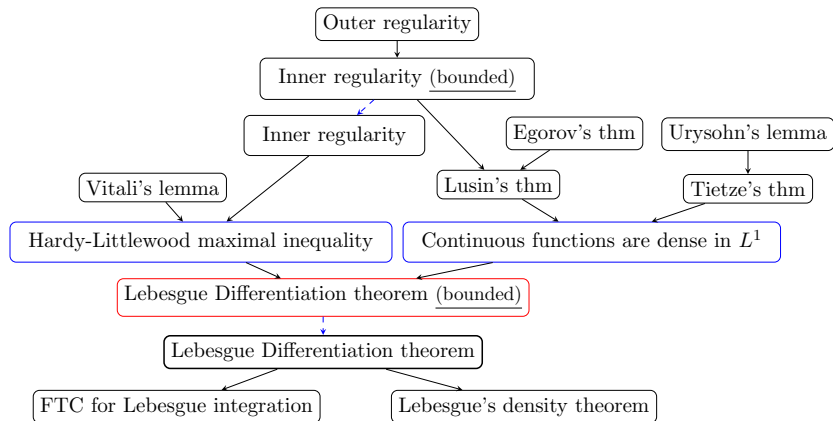 Outer regularity
Inner regularity (bounded)
Inner regularity
Egorov's thm
Urysohn's lemma
Vitali's lemma
Lusin's thm
Tietze's thm
Hardy-Littlewood maximal inequality
Continuous functions are dense in L¹
Lebesgue Differentiation theorem (bounded)
Lebesgue Differentiation theorem
FTC for Lebesgue integration
Lebesgue's density theorem